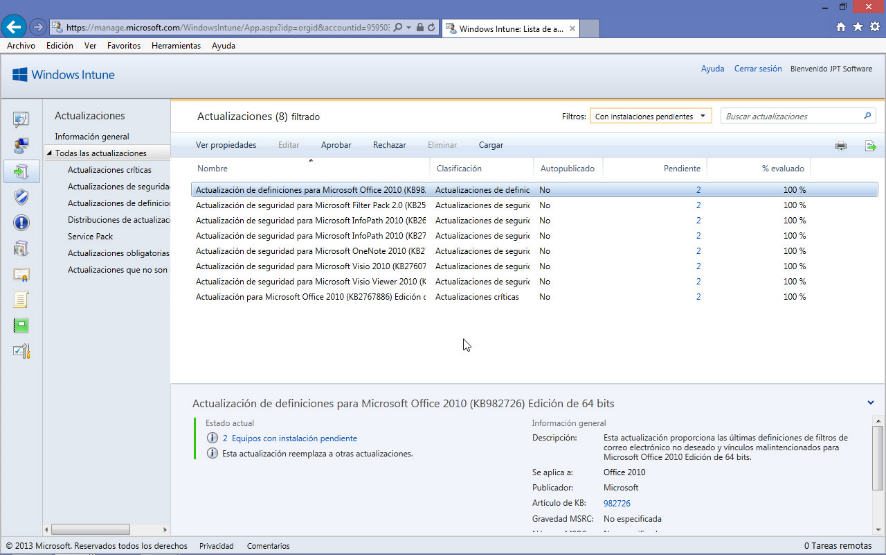 https://manage.microsoft.com/WindowsIntune/App.aspx?idp=orgid&accountid=95950
Windows Intune: Lista de a...
Archivo Edición Ver Favoritos Herramientas Ayuda
Windows Intune
Ayuda Cerrar sesión Bienvenido JPT Software
Actualizaciones
Información general
Todas las actualizaciones
Actualizaciones críticas
Actualizaciones de segurida
Actualizaciones de definicio
Distribuciones de actualizac
Service Pack
Actualizaciones obligatorias
Actualizaciones que no son
Actualizaciones (8) filtrado
Filtros: Con instalaciones pendientes
Buscar actualizaciones
Ver propiedades Editar Aprobar Rechazar Eliminar Cargar
Nombre Clasificación Autopublicado Pendiente % evaluado
Actualización de definiciones para Microsoft Office 2010 (KB98. Actualizaciones de definic No 2 100 %
Actualización de seguridad para Microsoft Filter Pack 2.0 (KB25 Actualizaciones de seguric No 2 100 %
Actualización de seguridad para Microsoft InfoPath 2010 (KB26 Actualizaciones de seguric No 2 100 %
Actualización de seguridad para Microsoft InfoPath 2010 (KB27 Actualizaciones de seguric No 2 100 %
Actualización de seguridad para Microsoft OneNote 2010 (KB2 Actualizaciones de seguric No 2 100 %
Actualización de seguridad para Microsoft Visio 2010 (KB27607 Actualizaciones de seguric No 2 100 %
Actualización de seguridad para Microsoft Visio Viewer 2010 (K Actualizaciones de seguric No 2 100 %
Actualización para Microsoft Office 2010 (KB2767886) Edición c Actualizaciones críticas No 2 100 %
Actualización de definiciones para Microsoft Office 2010 (KB982726) Edición de 64 bits
Estado actual
2 Equipos con instalación pendiente
Esta actualización reemplaza a otras actualizaciones.
Información general
Descripción: Esta actualización proporciona las últimas definiciones de filtros de
correo electrónico no deseado y vínculos malintencionados para
Microsoft Office 2010 Edición de 64 bits.
Se aplica a: Office 2010
Publicador: Microsoft
Artículo de KB: 982726
Gravedad MSRC: No especificada
© 2013 Microsoft. Reservados todos los derechos Privacidad Comentarios
0 Tareas remotas